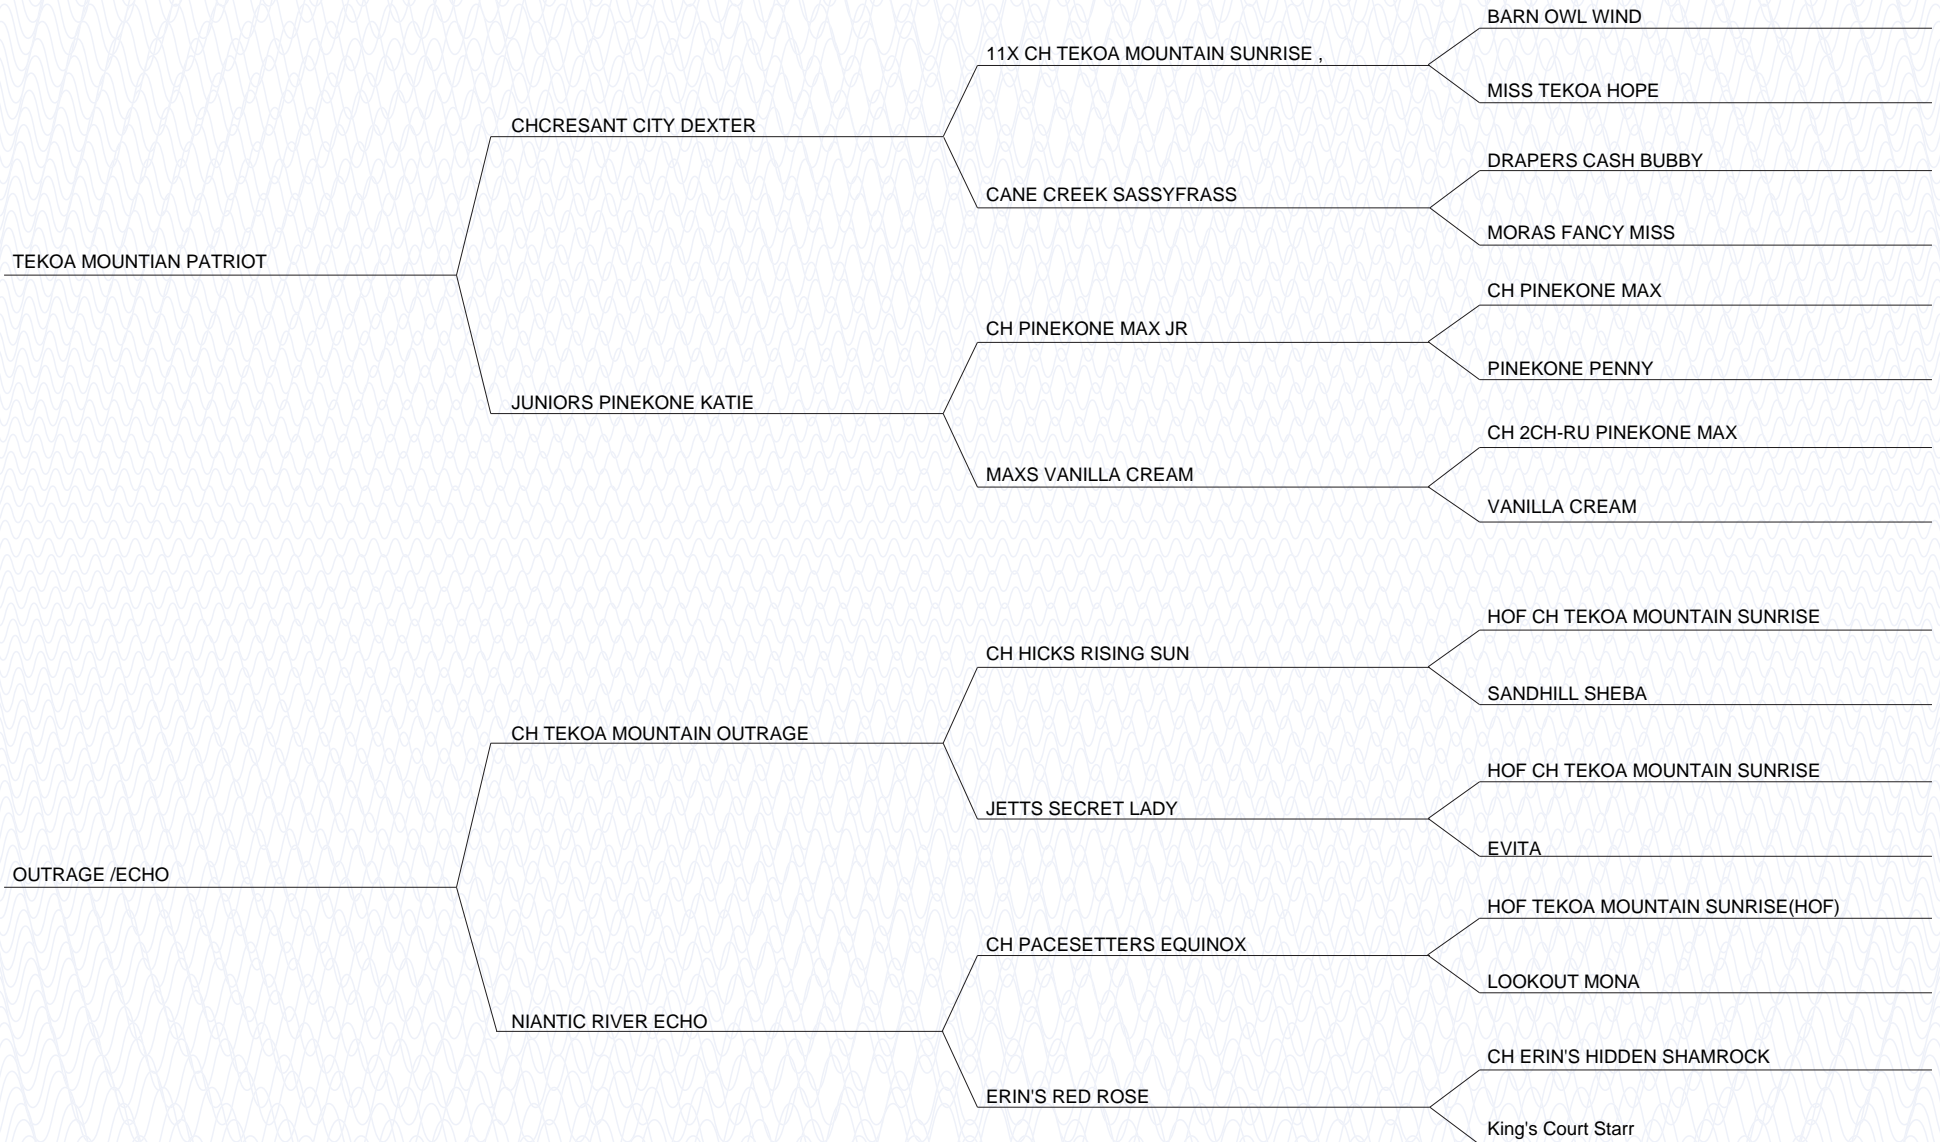 BARN OWL WIND
11X CH TEKOA MOUNTAIN SUNRISE ,
MISS TEKOA HOPE
CHCRESANT CITY DEXTER
DRAPERS CASH BUBBY
CANE CREEK SASSYFRASS
MORAS FANCY MISS
TEKOA MOUNTIAN PATRIOT
CH PINEKONE MAX
CH PINEKONE MAX JR
PINEKONE PENNY
JUNIORS PINEKONE KATIE
CH 2CH-RU PINEKONE MAX
MAXS VANILLA CREAM
VANILLA CREAM
HOF CH TEKOA MOUNTAIN SUNRISE
CH HICKS RISING SUN
SANDHILL SHEBA
CH TEKOA MOUNTAIN OUTRAGE
HOF CH TEKOA MOUNTAIN SUNRISE
JETTS SECRET LADY
EVITA
OUTRAGE /ECHO
HOF TEKOA MOUNTAIN SUNRISE(HOF)
CH PACESETTERS EQUINOX
LOOKOUT MONA
NIANTIC RIVER ECHO
CH ERIN'S HIDDEN SHAMROCK
ERIN'S RED ROSE
King's Court Starr